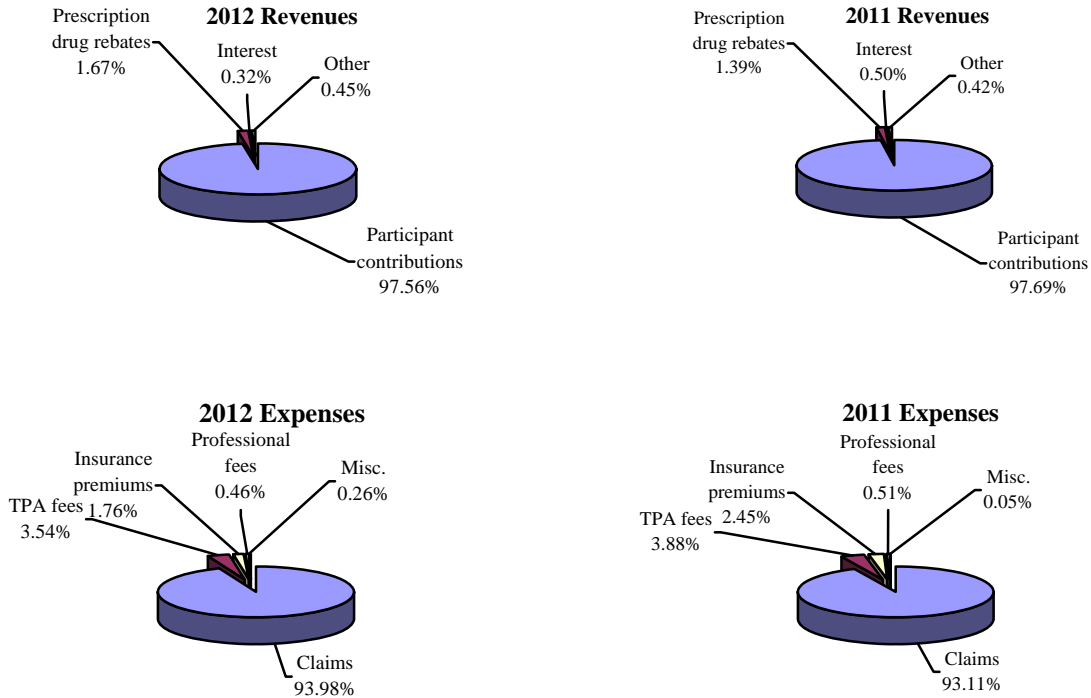 2012 Revenues
Prescription
drug rebates
1.67%
Interest
0.32%
Other
0.45%
Participant
contributions
97.56%
2011 Revenues
Prescription
drug rebates
1.39%
Interest
0.50%
Other
0.42%
Participant
contributions
97.69%
2012 Expenses
Professional
fees
0.46%
Insurance
premiums
1.76%
Misc.
0.26%
TPA fees
3.54%
Claims
93.98%
2011 Expenses
Professional
fees
0.51%
Insurance
premiums
2.45%
Misc.
0.05%
TPA fees
3.88%
Claims
93.11%